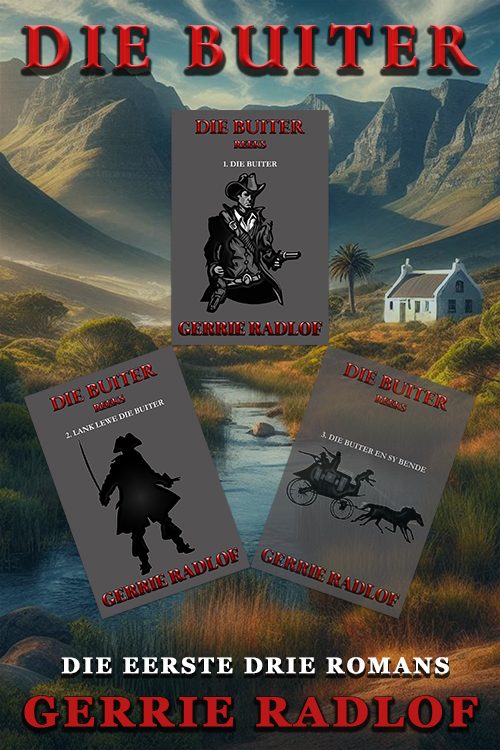 DIE BUITER
DIE BUITER
REEKS
1. DIE BUITER
GERRIE RADLOF
DIE BUITER
REEKS
2. LANK LEWE DIE BUITER
GERRIE RADLOF
DIE BUITER
REEKS
3. DIE BUITER EN SY BENDE
GERRIE RADLOF
DIE EERSTE DRIE ROMANS
GERRIE RADLOF